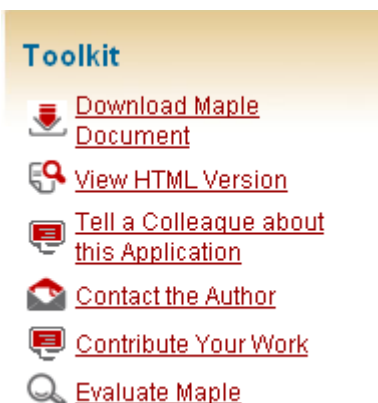 Toolkit
Download Maple
Document
View HTML Version
Tell a Colleague about
this Application
Contact the Author
Contribute Your Work
Evaluate Maple